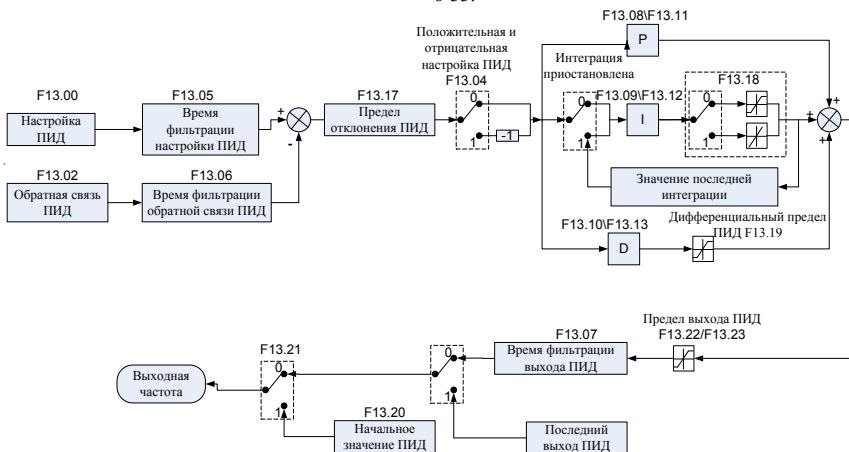 6-33.
F13.00
Настройка
ПИД
F13.05
Время
фильтрации
настройки ПИД
+
-
F13.17
Предел
отклонения ПИД
Положительная и
отрицательная
настройка ПИД
F13.04
0
1
-1
F13.02
Обратная связь
ПИД
F13.06
Время фильтрации
обратной связи ПИД
F13.08\F13.11
P
Интеграция
приостановлена
0
1
F13.09\F13.12
I
F13.18
0
1
+
+
+
Значение последней
интеграции
F13.10\F13.13
D
Дифференциальный предел
ПИД F13.19
Предел выхода ПИД
F13.22/F13.23
F13.07
Время фильтрации
выхода ПИД
0
1
Последний
выход ПИД
F13.21
0
1
F13.20
Начальное
значение ПИД
Выходная
частота